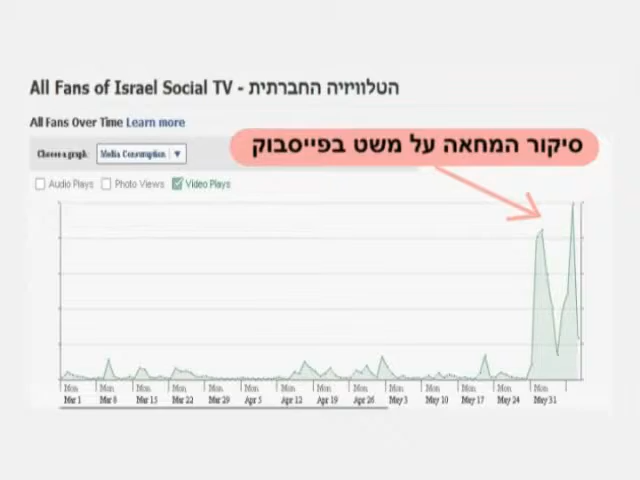 All Fans of Israel Social TV - הטלוויזיה החברתית
All Fans Over Time Learn more
Choose a graph: Media Consumption
סיקור המחאה על משט בפייסבוק
Audio Plays Photo Views Video Plays
Mon Mon Mon Mon Mon Mon Mon Mon Mon Mon Mon Mon Mon Mon
Mar 1 Mar 8 Mar 15 Mar 22 Mar 29 Apr 5 Apr 12 Apr 19 Apr 26 May 3 May 10 May 17 May 24 May 31